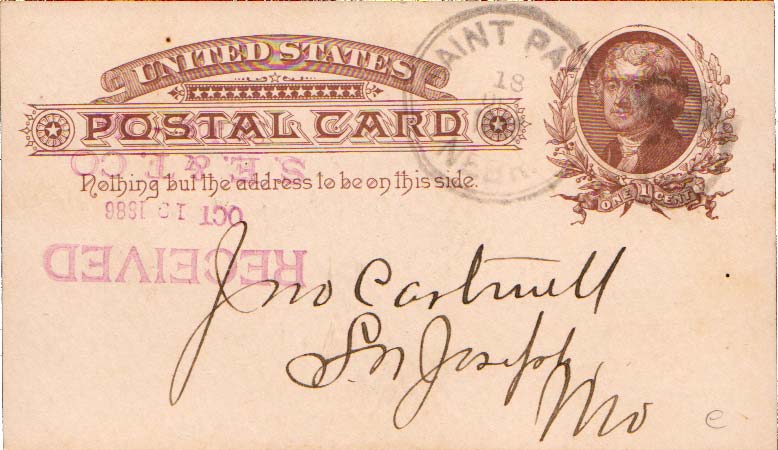 UNITED STATES
POSTAL CARD
Nothing but the address to be on this side.
SAINT PA
18
NEBR.
ONE 1 CENT
S. E. & F. CO
OCT 1886
RECEIVED
Jno Cartmell
St Joseph
Mo
e